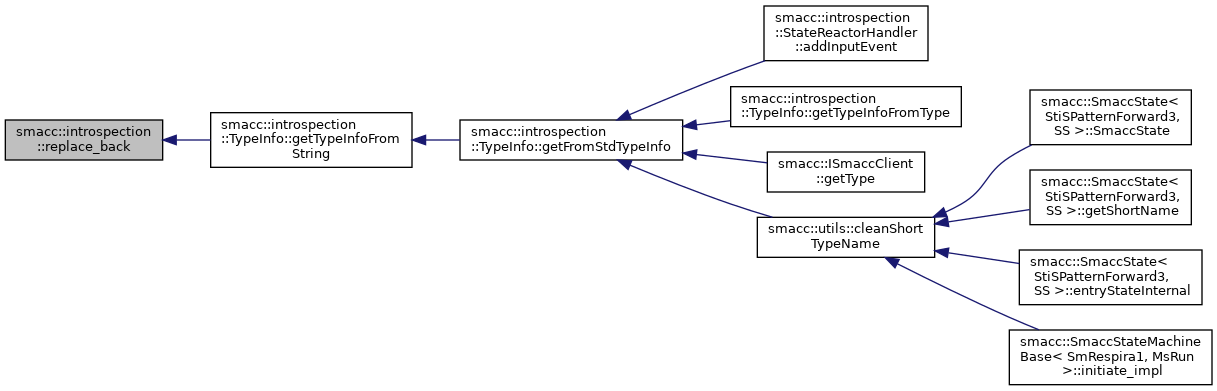 smacc::introspection
::replace_back
smacc::introspection
::TypeInfo::getTypeInfoFrom
String
smacc::introspection
::TypeInfo::getFromStdTypeInfo
smacc::introspection
::StateReactorHandler
::addInputEvent
smacc::introspection
::TypeInfo::getTypeInfoFromType
smacc::ISmaccClient
::getType
smacc::utils::cleanShort
TypeName
smacc::SmaccState<
StiSPatternForward3,
SS >::SmaccState
smacc::SmaccState<
StiSPatternForward3,
SS >::getShortName
smacc::SmaccState<
StiSPatternForward3,
SS >::entryStateInternal
smacc::SmaccStateMachine
Base< SmRespira1, MsRun
>::initiate_impl